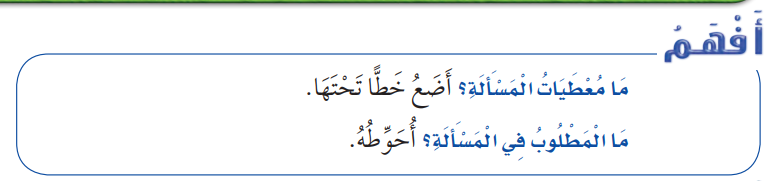 أَفْهَمُ
مَا مُعْطَيَاتُ الْمَسْأَلَةِ؟ أَضَعُ خَطًّا تَحْتَهَا.
مَا الْمَطْلُوبُ فِي الْمَسْأَلَةِ؟ أُحَوِّطُهُ.